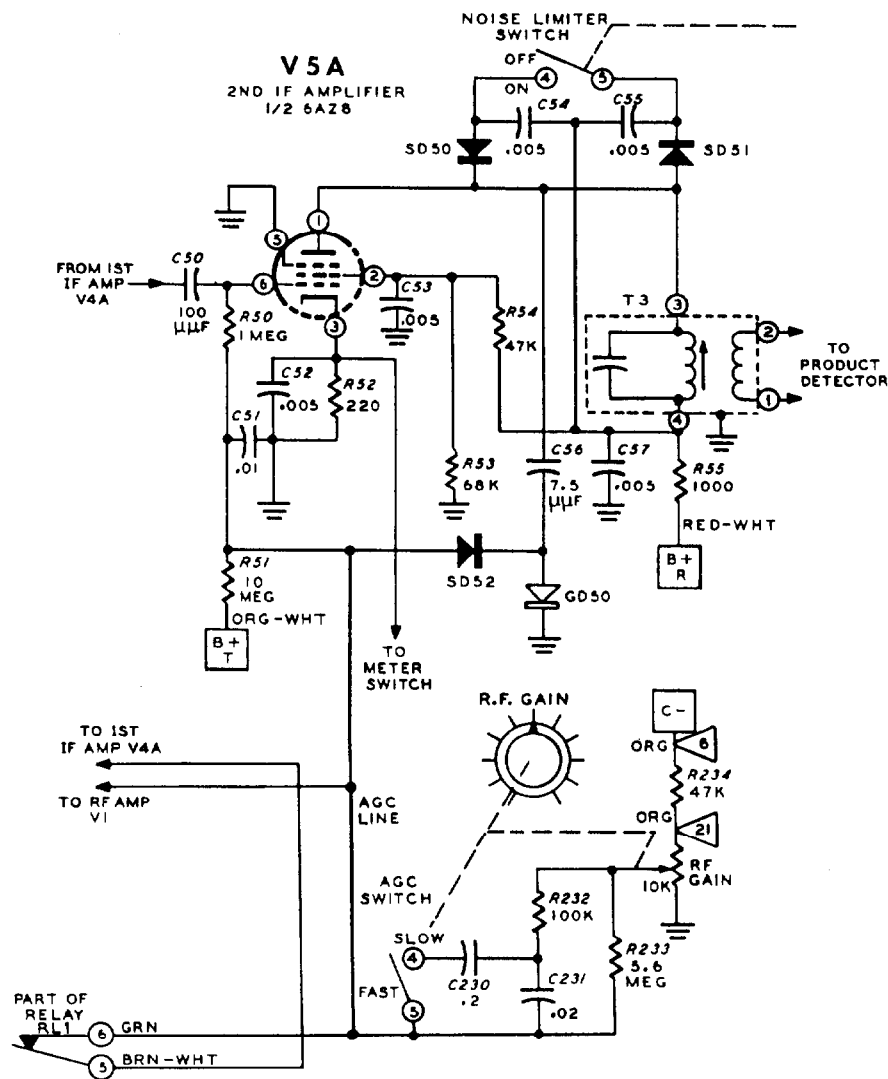 NOISE LIMITER
SWITCH
V5A
2ND IF AMPLIFIER
1/2 6AZ8
OFF
ON
4
5
C54
.005
C55
.005
SD50
SD51
1
5
6
2
3
FROM 1ST
IF AMP
V4A
C50
100
µµF
R50
1 MEG
C53
.005
R54
47K
T3
3
2
1
4
TO
PRODUCT
DETECTOR
C52
.005
R52
220
C51
.01
R53
68K
C56
7.5
µµF
C57
.005
R55
1000
RED-WHT
B+
R
R51
10
MEG
ORG-WHT
B+
T
SD52
GD50
TO
METER
SWITCH
R.F. GAIN
C-
ORG
6
R234
47K
ORG
21
RF
GAIN
10K
TO 1ST
IF AMP V4A
TO RF AMP
V1
AGC
LINE
AGC
SWITCH
SLOW
4
FAST
5
R232
100K
C230
.2
C231
.02
R233
5.6
MEG
PART OF
RELAY
RL1
6
GRN
5
BRN-WHT